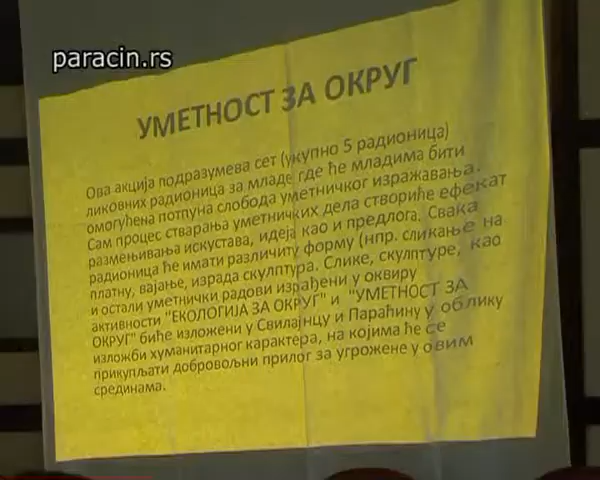 paracin.rs
УМЕТНОСТ ЗА ОКРУГ
Ова акција подразумева сет (укупно 5 радионица)
ликовних радионица за младе где ће младима бити
омогућена потпуна слобода уметничког изражавања.
Сам процес стварања уметничких дела створиће ефекат
размењивања искустава, идеја као и предлога. Свака
радионица ће имати различиту форму (нпр. сликање на
платну, вајање, израда скулптура. Слике, скулптуре, као
и остали уметнички радови израђени у оквиру
активности "ЕКОЛОГИЈА ЗА ОКРУГ" и "УМЕТНОСТ ЗА
ОКРУГ" биће изложени у Свилајнцу и Параћину у облику
изложби хуманитарног карактера, на којима ће се
прикупљати добровољни прилог за угрожене у овим
срединама.